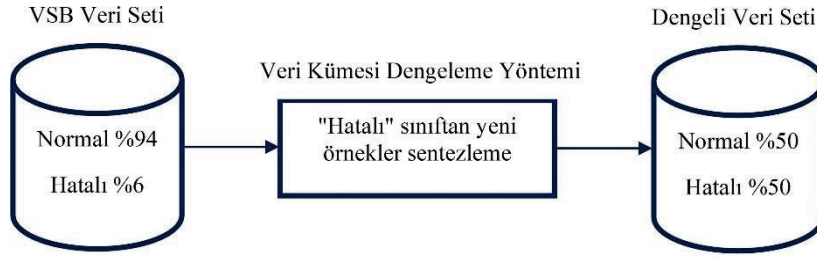 VSB Veri Seti
Normal %94
Hatalı %6
Veri Kümesi Dengeleme Yöntemi
"Hatalı" sınıftan yeni
örnekler sentezleme
Dengeli Veri Seti
Normal %50
Hatalı %50